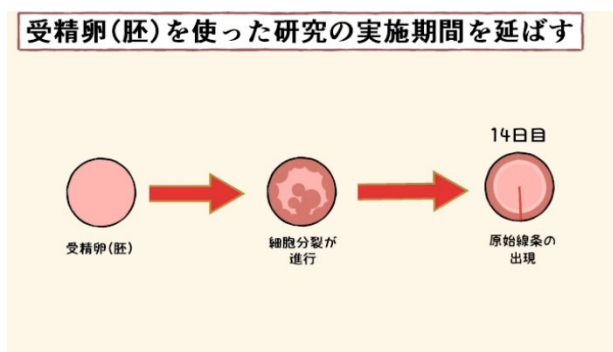 受精卵(胚)を使った研究の実施期間を延ばす
14日目
受精卵(胚)
細胞分裂が
進行
原始線条の
出現